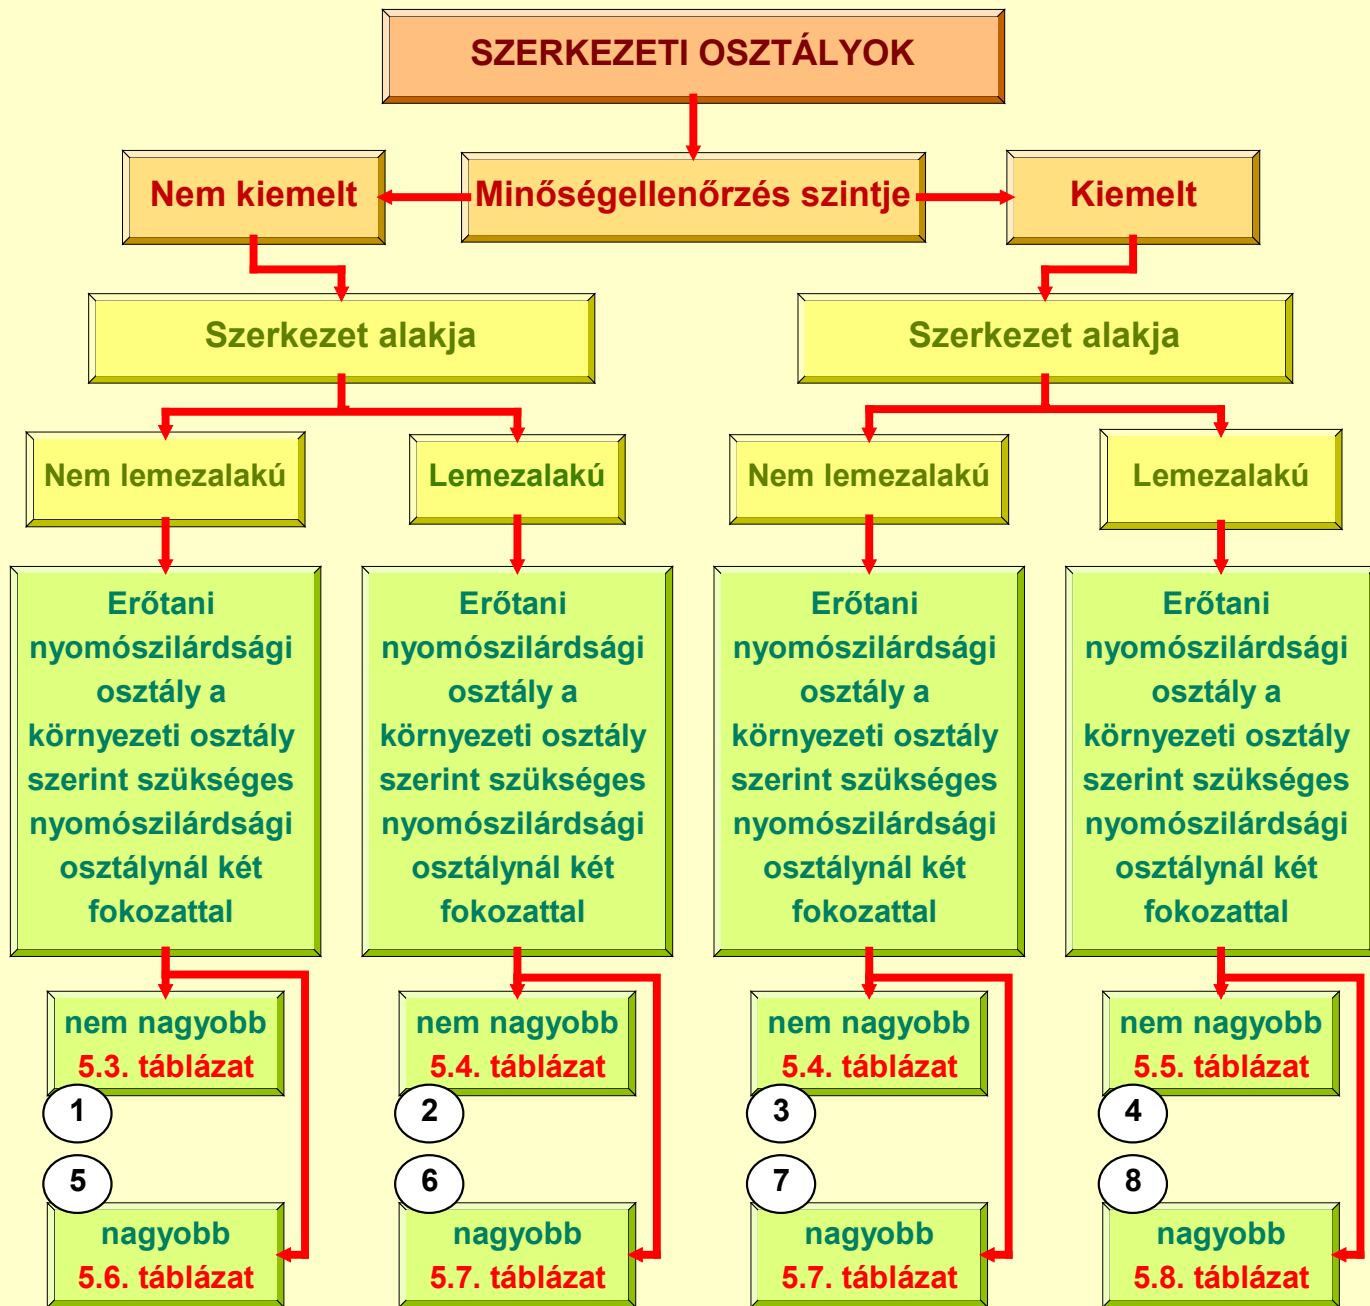 SZERKEZETI OSZTÁLYOK
Nem kiemelt
Minőségellenőrzés szintje
Kiemelt
Szerkezet alakja
Szerkezet alakja
Nem lemezalakú
Lemezalakú
Nem lemezalakú
Lemezalakú
Erőtani
nyomószilárdsági
osztály a
környezeti osztály
szerint szükséges
nyomószilárdsági
osztálynál két
fokozattal
Erőtani
nyomószilárdsági
osztály a
környezeti osztály
szerint szükséges
nyomószilárdsági
osztálynál két
fokozattal
Erőtani
nyomószilárdsági
osztály a
környezeti osztály
szerint szükséges
nyomószilárdsági
osztálynál két
fokozattal
Erőtani
nyomószilárdsági
osztály a
környezeti osztály
szerint szükséges
nyomószilárdsági
osztálynál két
fokozattal
nem nagyobb
5.3. táblázat
1
nem nagyobb
5.4. táblázat
2
nem nagyobb
5.4. táblázat
3
nem nagyobb
5.5. táblázat
4
5
nagyobb
5.6. táblázat
6
nagyobb
5.7. táblázat
7
nagyobb
5.7. táblázat
8
nagyobb
5.8. táblázat